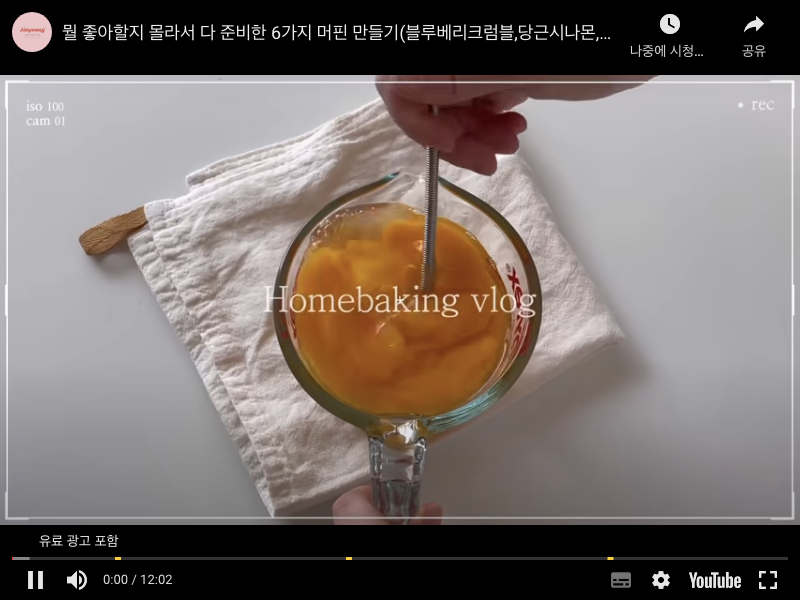 Jinyoung
뭘 좋아할지 몰라서 다 준비한 6가지 머핀 만들기(블루베리크럼블,당근시나몬,...
나중에 시청...
공유
iso 100
cam 01
rec
Homebaking vlog
유료 광고 포함
0:00 / 12:02
YouTube